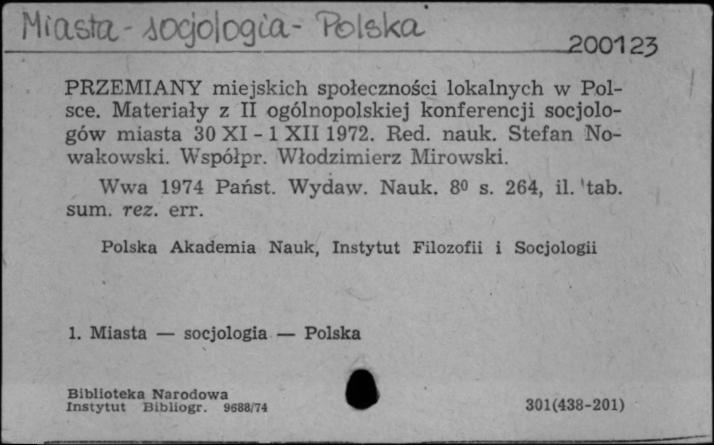 Miasta - socjologia - Polska
200123
PRZEMIANY miejskich społeczności lokalnych w Pol-
sce. Materiały z II ogólnopolskiej konferencji socjolo-
gów miasta 30 XI - 1 XII 1972. Red. nauk. Stefan No-
wakowski. Współpr. Włodzimierz Mirowski.
Wwa 1974 Państ. Wydaw. Nauk. 8⁰ s. 264, il. tab.
sum. rez. err.
Polska Akademia Nauk, Instytut Filozofii i Socjologii
1. Miasta — socjologia — Polska
Biblioteka Narodowa
Instytut Bibliogr. 9688/74
301(438-201)